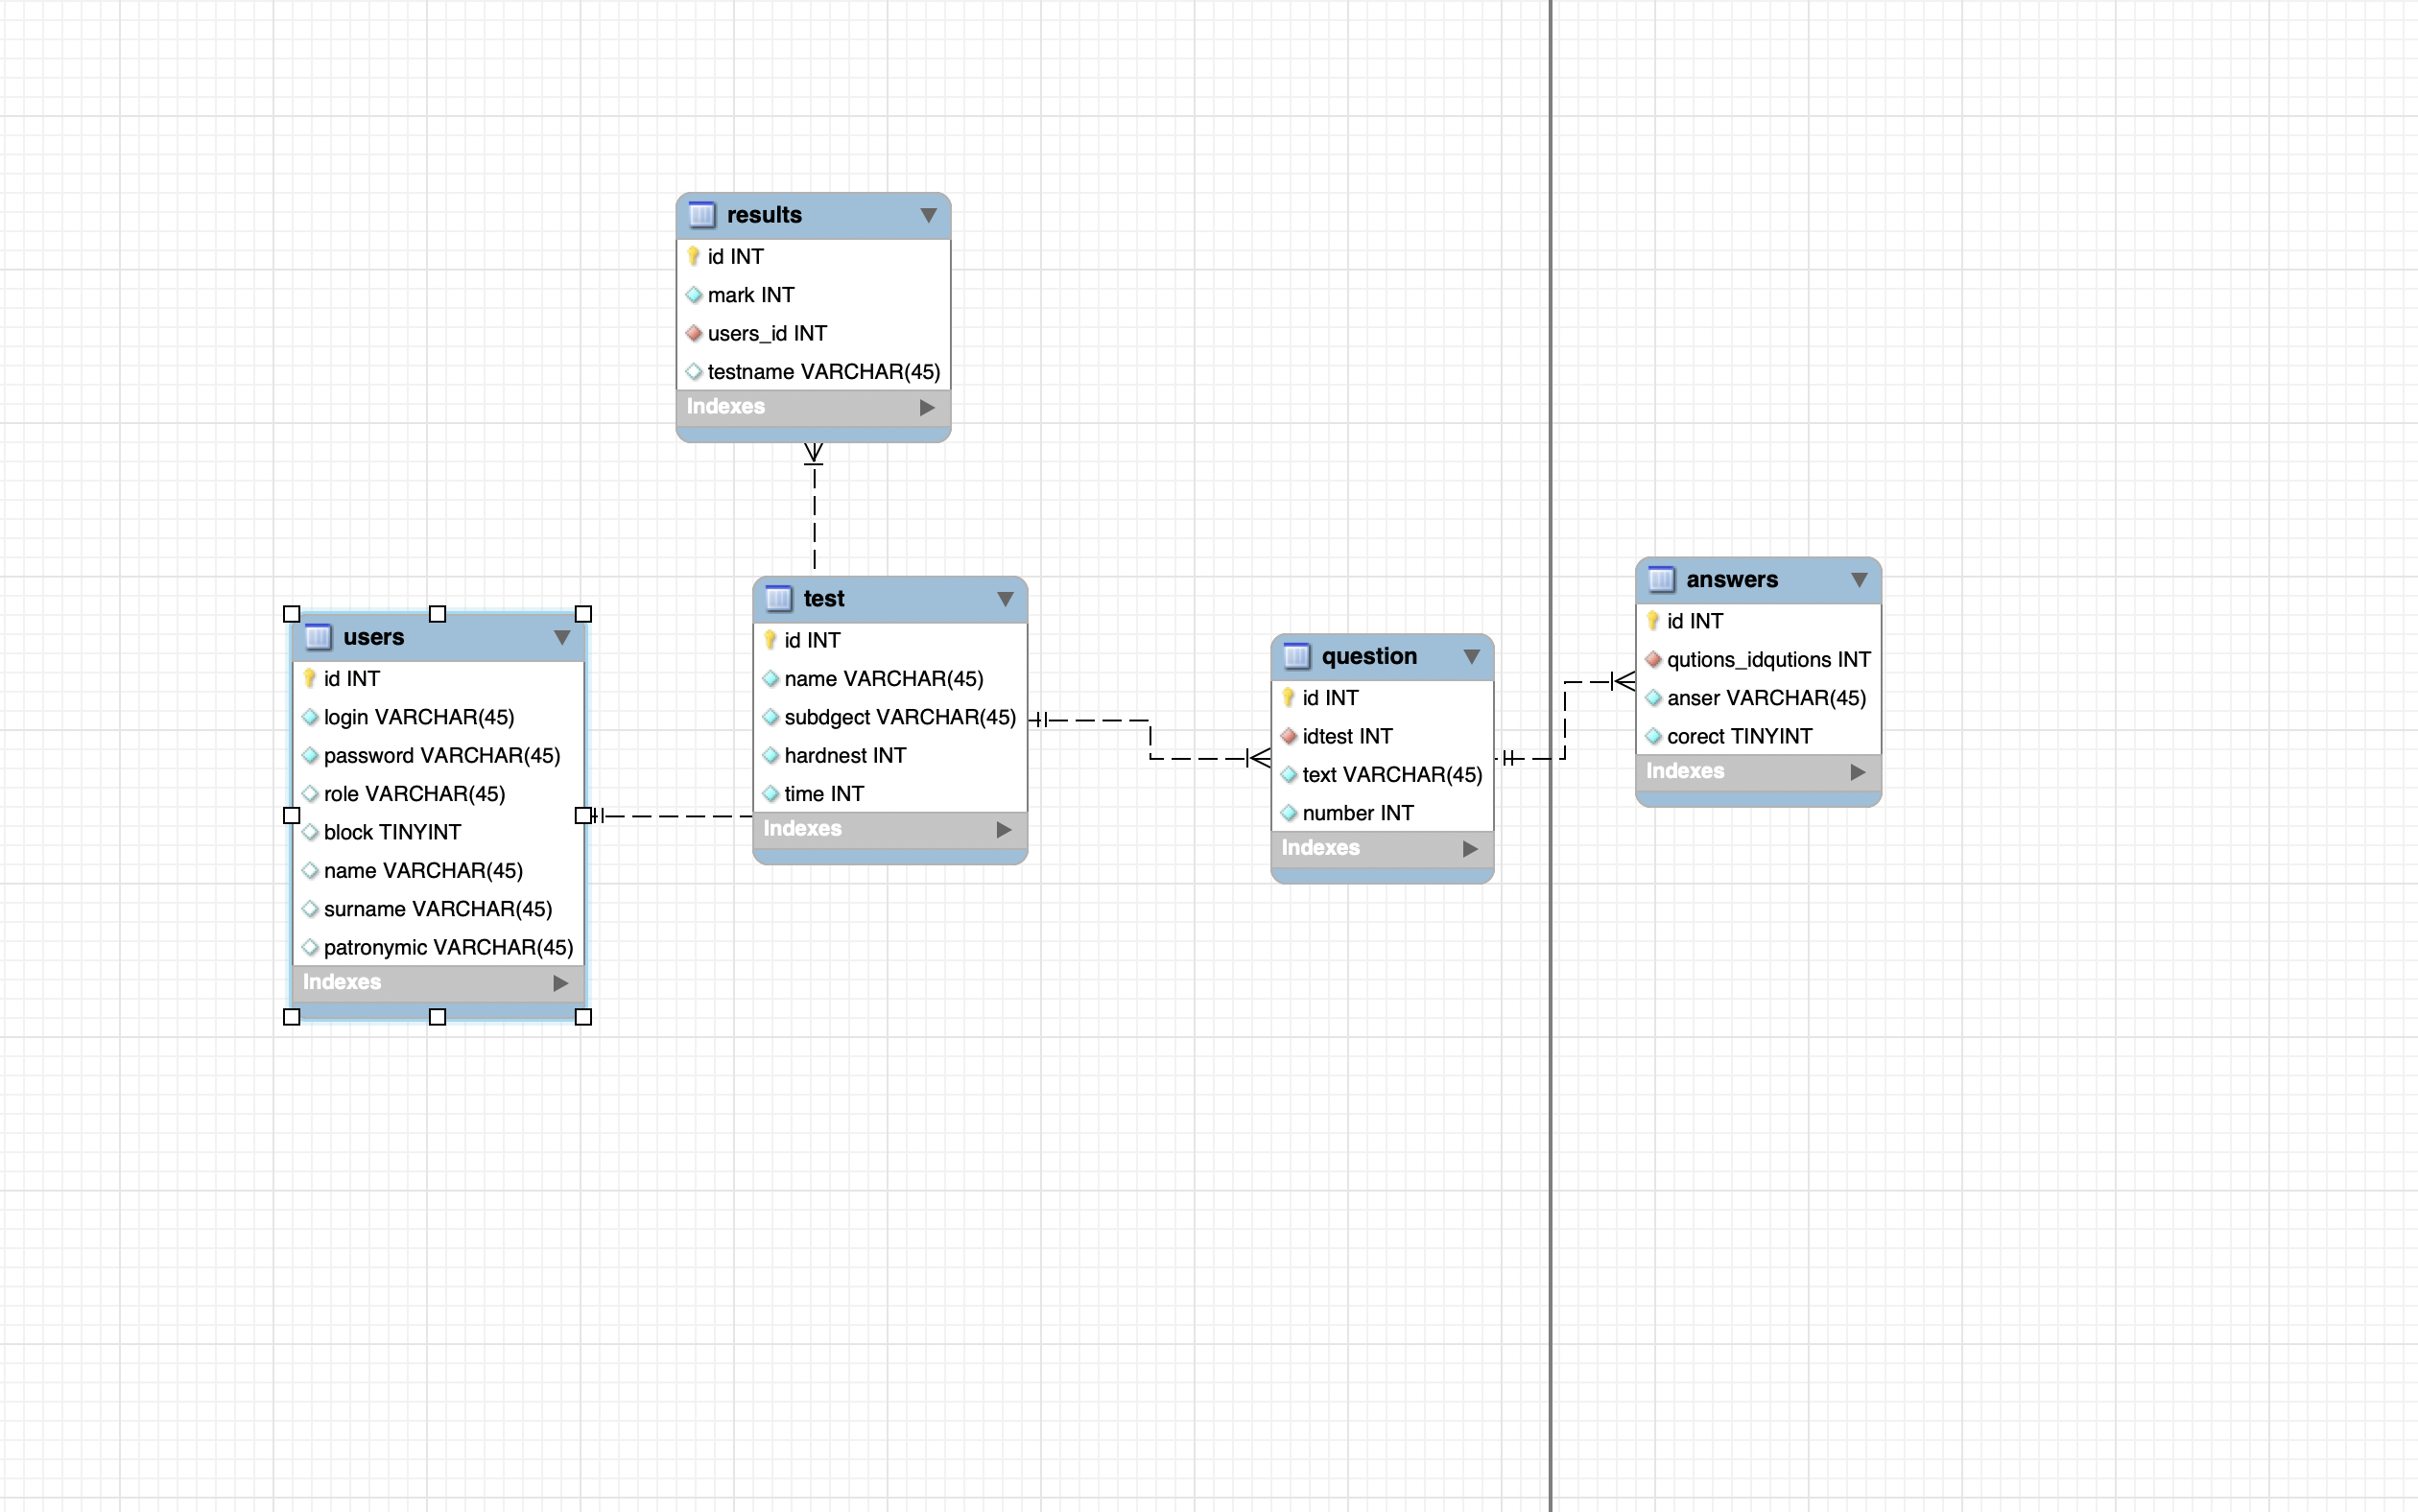 results
id INT
mark INT
users_id INT
testname VARCHAR(45)
Indexes
users
id INT
login VARCHAR(45)
password VARCHAR(45)
role VARCHAR(45)
block TINYINT
name VARCHAR(45)
surname VARCHAR(45)
patronymic VARCHAR(45)
Indexes
test
id INT
name VARCHAR(45)
subdgect VARCHAR(45)
hardnest INT
time INT
Indexes
question
id INT
idtest INT
text VARCHAR(45)
number INT
Indexes
answers
id INT
qutions_idqutions INT
anser VARCHAR(45)
corect TINYINT
Indexes